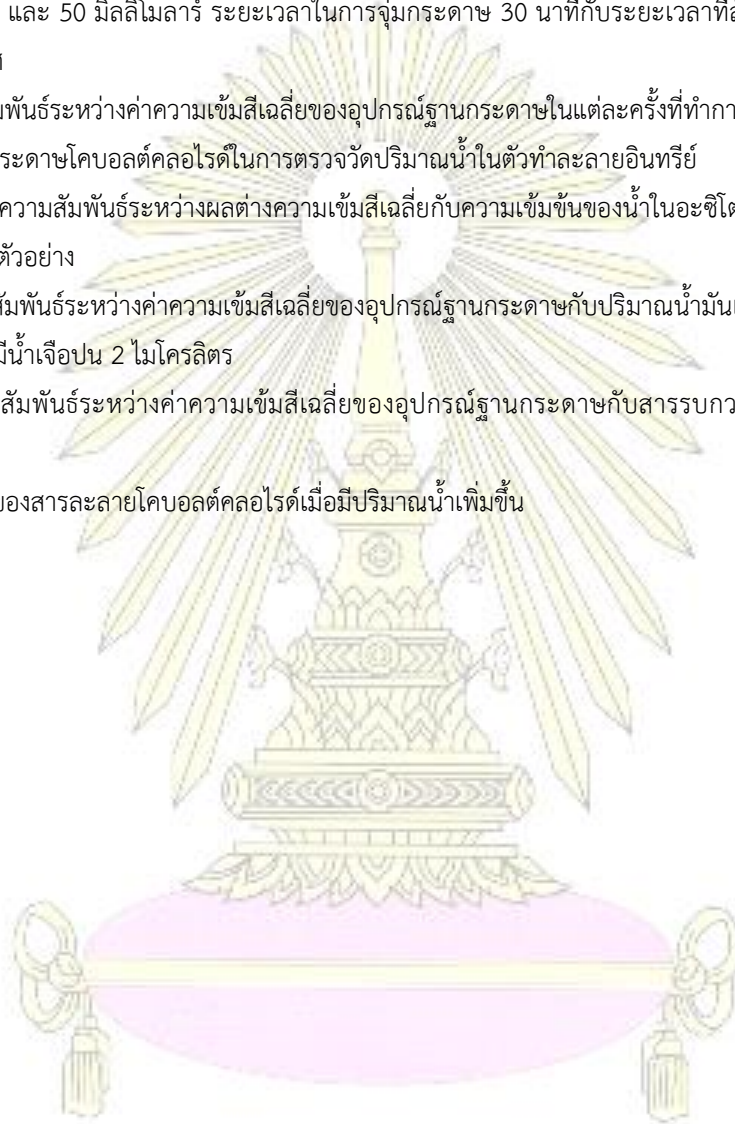 และ 50 มิลลิโมลาร์ ระยะเวลาในการจุ่มกระดาษ 30 นาทีกับระยะเวลาที่
มพันธ์ระหว่างค่าความเข้มสีเฉลี่ยของอุปกรณ์ฐานกระดาษในแต่ละครั้งที่ทำกา
ระดาษโคบอลต์คลอไรด์ในการตรวจวัดปริมาณน้ำในตัวทำละลายอินทรีย์
ความสัมพันธ์ระหว่างผลต่างความเข้มสีเฉลี่ยกับความเข้มข้นของน้ำในอะซิโต
ตัวอย่าง
สัมพันธ์ระหว่างค่าความเข้มสีเฉลี่ยของอุปกรณ์ฐานกระดาษกับปริมาณน้ำมัน
มีน้ำเจือปน 2 ไมโครลิตร
สัมพันธ์ระหว่างค่าความเข้มสีเฉลี่ยของอุปกรณ์ฐานกระดาษกับสารรบกว
ของสารละลายโคบอลต์คลอไรด์เมื่อมีปริมาณน้ำเพิ่มขึ้น